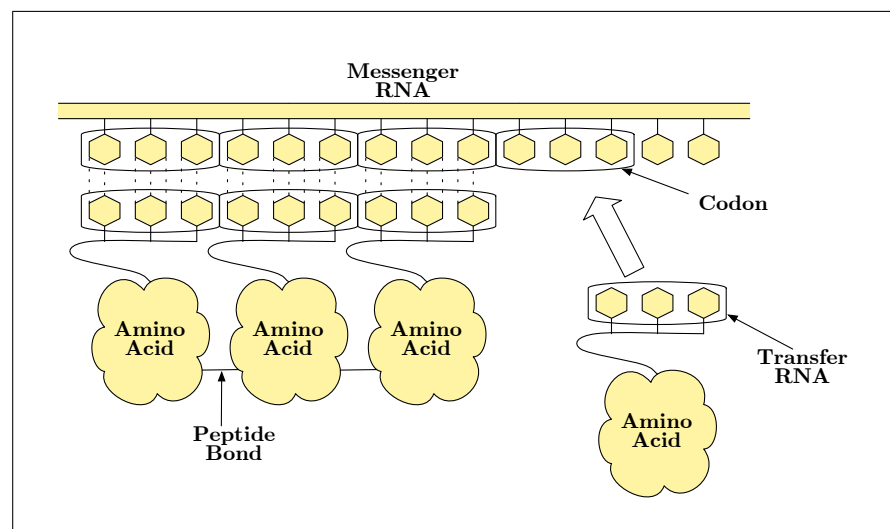 Messenger
RNA
Codon
Amino
Acid
Amino
Acid
Amino
Acid
Transfer
RNA
Peptide
Bond
Amino
Acid